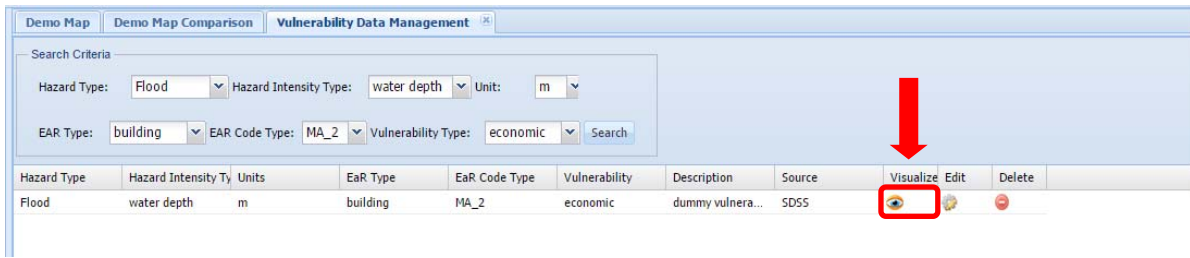 Demo Map Demo Map Comparison Vulnerability Data Management
Search Criteria
Hazard Type: Flood Hazard Intensity Type: water depth Unit: m
EAR Type: building EAR Code Type: MA_2 Vulnerability Type: economic Search
Hazard Type Hazard Intensity Ty Units EaR Type EaR Code Type Vulnerability Description Source Visualize Edit Delete
Flood water depth m building MA_2 economic dummy vulnera... SDSS